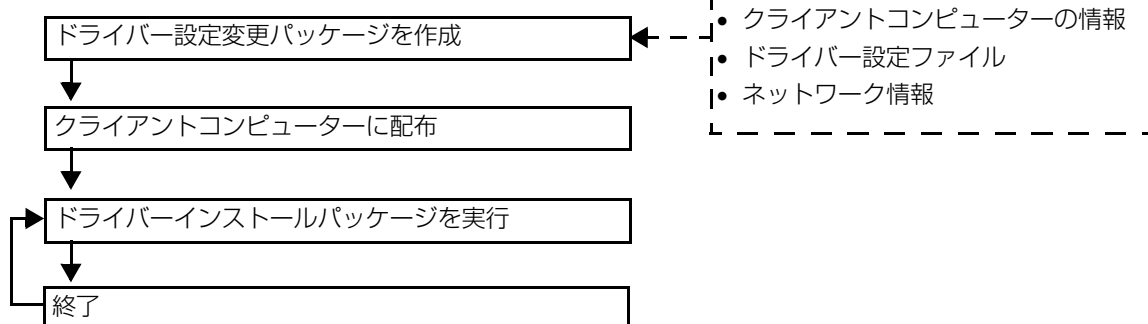 ドライバー設定変更パッケージを作成
• クライアントコンピューターの情報
• ドライバー設定ファイル
• ネットワーク情報
クライアントコンピューターに配布
ドライバーインストールパッケージを実行
終了